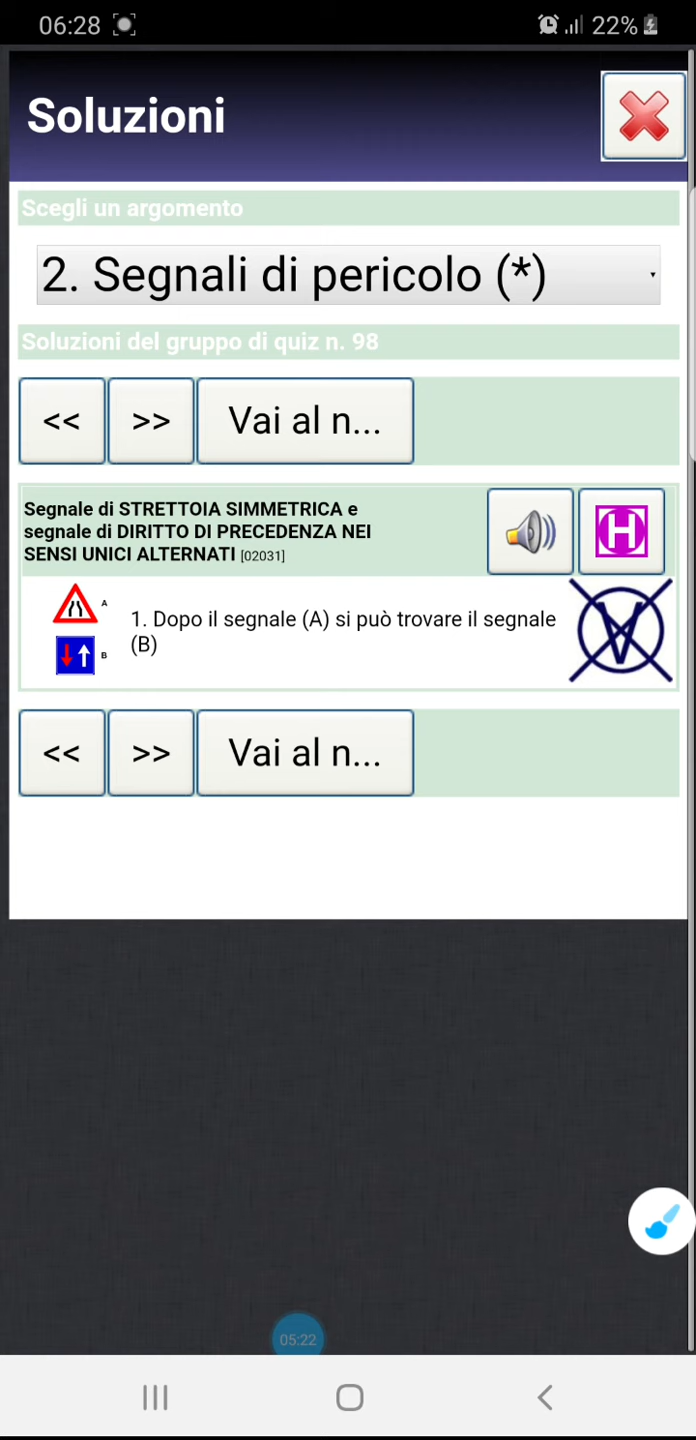 06:28 22%
Soluzioni
Scegli un argomento
2. Segnali di pericolo (*)
Soluzioni del gruppo di quiz n. 98
<< >> Vai al n...
Segnale di STRETTOIA SIMMETRICA e
segnale di DIRITTO DI PRECEDENZA NEI
SENSI UNICI ALTERNATI [02031]
H
A
1. Dopo il segnale (A) si può trovare il segnale
(B)
B
V
<< >> Vai al n...
05:22